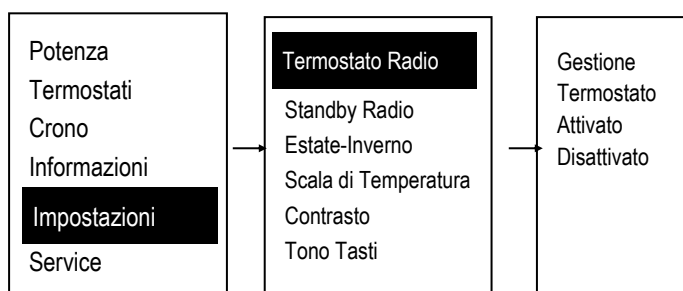 Potenza
Termostati
Crono
Informazioni
Impostazioni
Service
Termostato Radio
Standby Radio
Estate-Inverno
Scala di Temperatura
Contrasto
Tono Tasti
Gestione
Termostato
Attivato
Disattivato